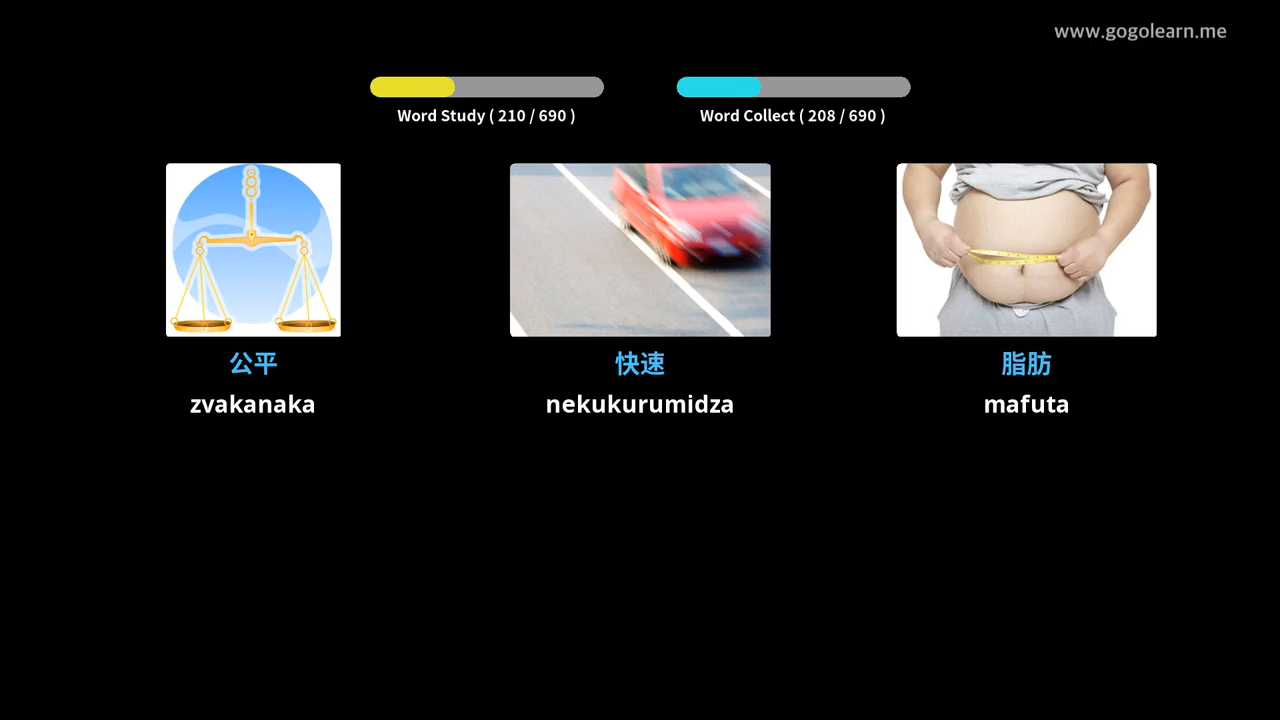 www.gogolearn.me
Word Study ( 210 / 690 )
Word Collect ( 208 / 690 )
公平
快速
脂肪
zvakanaka
nekukurumidza
mafuta